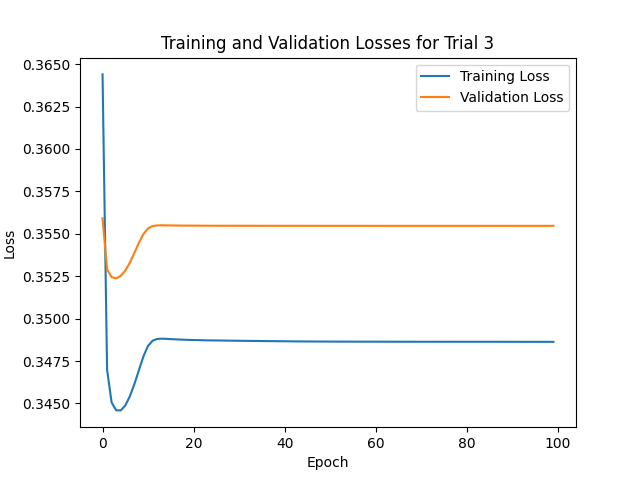 Training and Validation Losses for Trial 3
Training Loss
Validation Loss
Loss
0.3650
0.3625
0.3600
0.3575
0.3550
0.3525
0.3500
0.3475
0.3450
0 20 40 60 80 100
Epoch